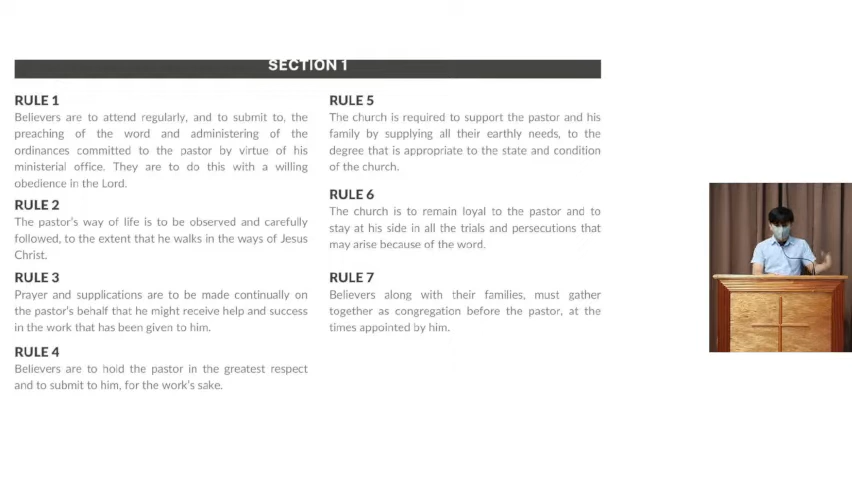 SECTION 1
RULE 1
Believers are to attend regularly, and to submit to, the
preaching of the word and administering of the
ordinances committed to the pastor by virtue of his
ministerial office. They are to do this with a willing
obedience in the Lord.
RULE 2
The pastor's way of life is to be observed and carefully
followed, to the extent that he walks in the ways of Jesus
Christ.
RULE 3
Prayer and supplications are to be made continually on
the pastor's behalf that he might receive help and success
in the work that has been given to him.
RULE 4
Believers are to hold the pastor in the greatest respect
and to submit to him, for the work's sake.
RULE 5
The church is required to support the pastor and his
family by supplying all their earthly needs, to the
degree that is appropriate to the state and condition
of the church.
RULE 6
The church is to remain loyal to the pastor and to
stay at his side in all the trials and persecutions that
may arise because of the word.
RULE 7
Believers along with their families, must gather
together as congregation before the pastor, at the
times appointed by him.